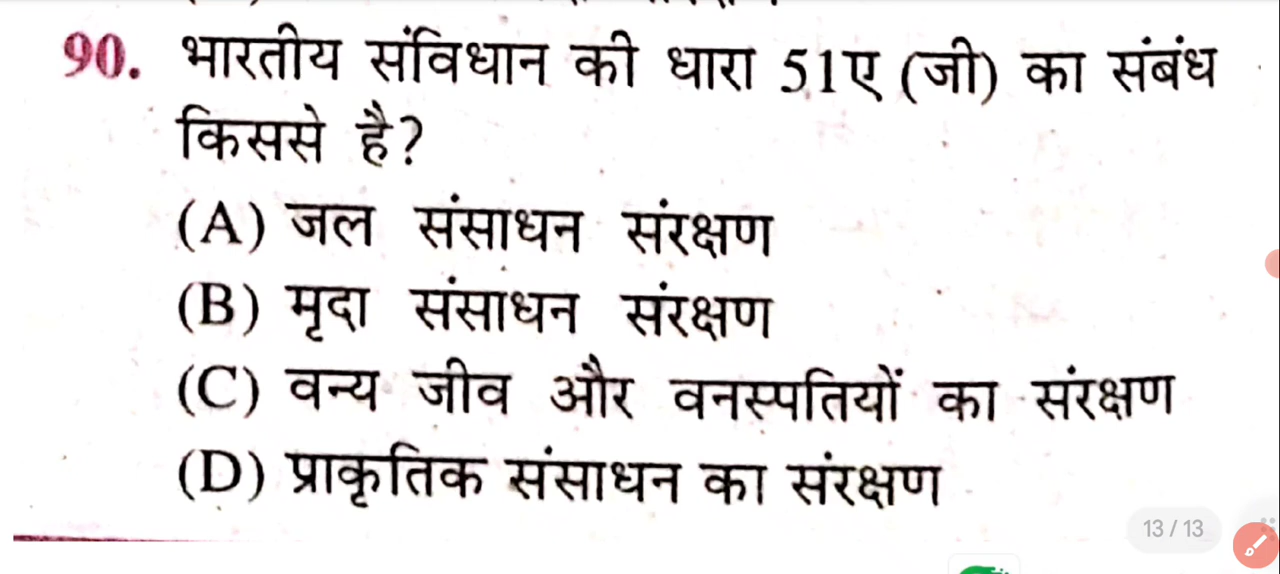 90. भारतीय संविधान की धारा 51ए (जी) का संबंध
किससे है?
(A) जल संसाधन संरक्षण
(B) मृदा संसाधन संरक्षण
(C) वन्य जीव और वनस्पतियों का संरक्षण
(D) प्राकृतिक संसाधन का संरक्षण
13 / 13